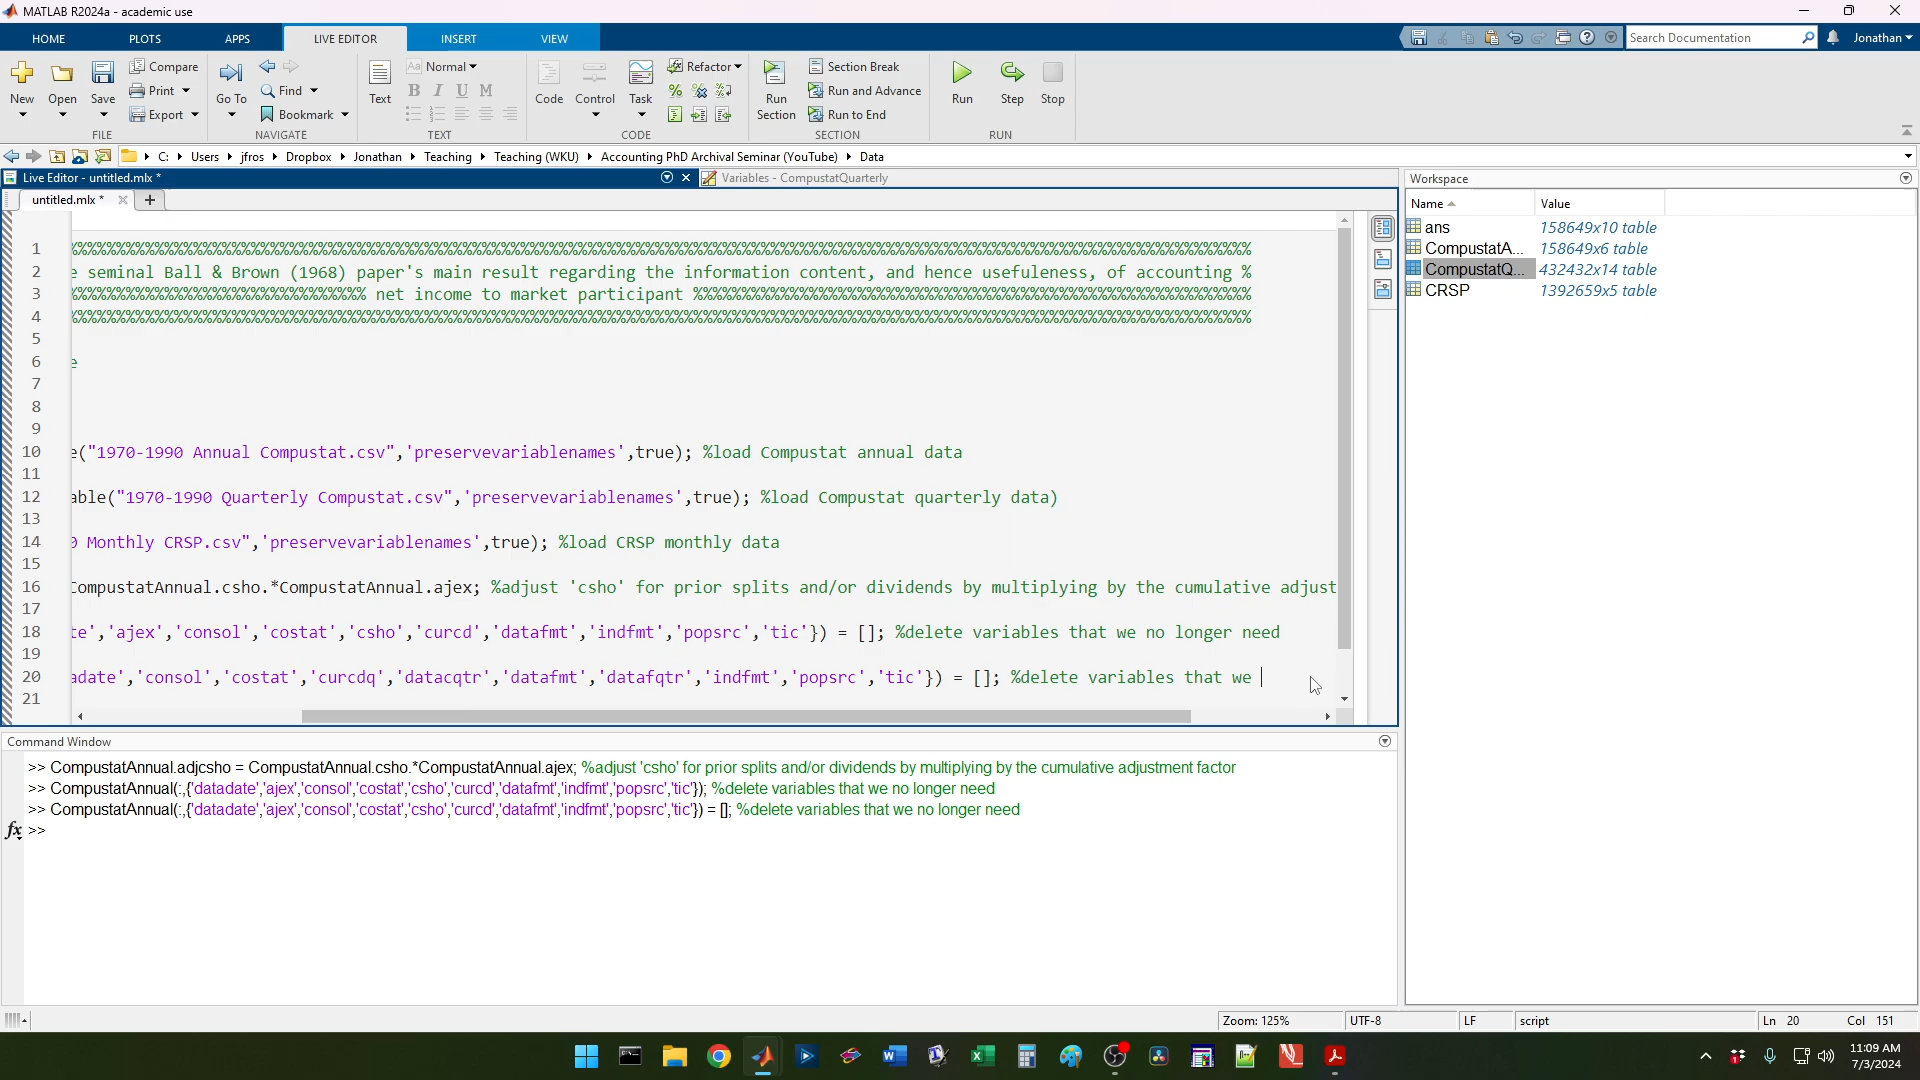 MATLAB R2024a - academic use
HOME PLOTS APPS LIVE EDITOR INSERT VIEW
Search Documentation Jonathan
New Open Save Compare Print Export
FILE
Go To Find Bookmark
NAVIGATE
Text Aa Normal B I U M
TEXT
Code Control Task Refactor
CODE
Run Section Section Break Run and Advance Run to End
SECTION
Run Step Stop
RUN
C: Users jfros Dropbox Jonathan Teaching Teaching (WKU) Accounting PhD Archival Seminar (YouTube) Data
Live Editor - untitled.mlx *
Variables - CompustatQuarterly
untitled.mlx *
1
2 e seminal Ball & Brown (1968) paper's main result regarding the information content, and hence usefulness, of accounting %
3 net income to market participant
4
5
6 e
7
8
9
10 e("1970-1990 Annual Compustat.csv",'preservevariablenames',true); %load Compustat annual data
11
12 able("1970-1990 Quarterly Compustat.csv",'preservevariablenames',true); %load Compustat quarterly data)
13
14 0 Monthly CRSP.csv",'preservevariablenames',true); %load CRSP monthly data
15
16 CompustatAnnual.csho.*CompustatAnnual.ajex; %adjust 'csho' for prior splits and/or dividends by multiplying by the cumulative adjust
17
18 te','ajex','consol','costat','csho','curcd','datafmt','indfmt','popsrc','tic'}) = []; %delete variables that we no longer need
19
20 adate','consol','costat','curcdq','datacqtr','datafmt','datafqtr','indfmt','popsrc','tic'}) = []; %delete variables that we
21
Workspace
Name Value
ans 158649x10 table
CompustatA... 158649x6 table
CompustatQ... 432432x14 table
CRSP 1392659x5 table
Command Window
>> CompustatAnnual.adjcsho = CompustatAnnual.csho.*CompustatAnnual.ajex; %adjust 'csho' for prior splits and/or dividends by multiplying by the cumulative adjustment factor
>> CompustatAnnual(:,{'datadate','ajex','consol','costat','csho','curcd','datafmt','indfmt','popsrc','tic'}); %delete variables that we no longer need
>> CompustatAnnual(:,{'datadate','ajex','consol','costat','csho','curcd','datafmt','indfmt','popsrc','tic'}) = []; %delete variables that we no longer need
fx >>
Zoom: 125% UTF-8 LF script Ln 20 Col 151
11:09 AM
7/3/2024